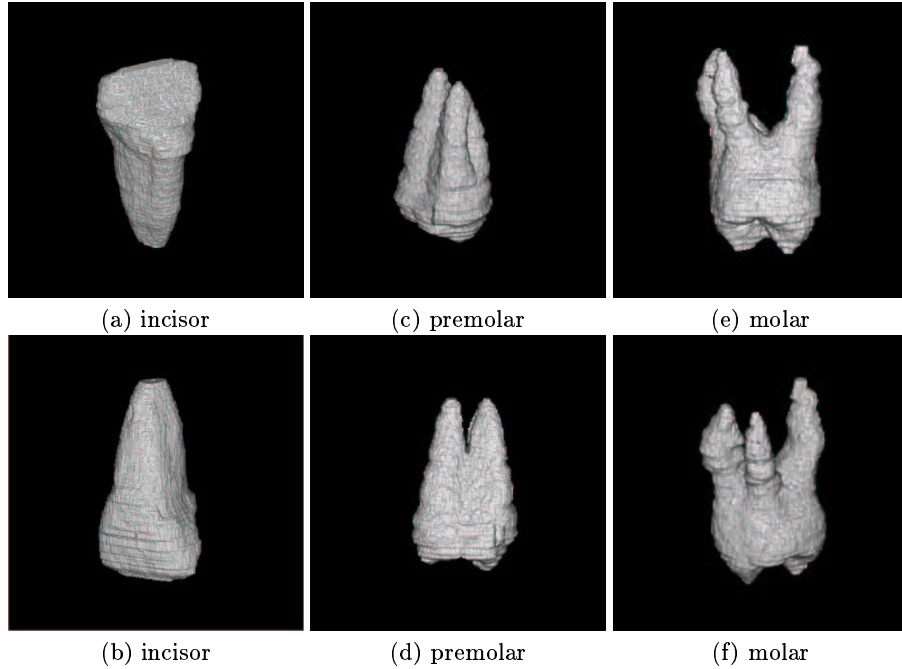 (a) incisor
(c) premolar
(e) molar
(b) incisor
(d) premolar
(f) molar